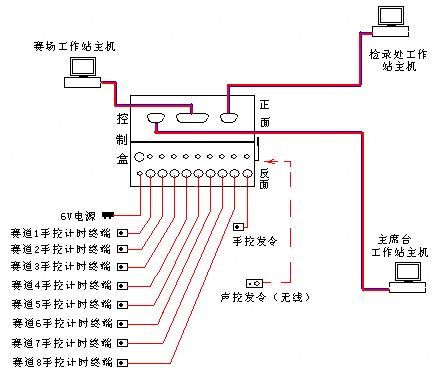 赛场工作站主机
检录处工作
站主机
控制盒
正面
反面
6V电源
赛道1手控计时终端
赛道2手控计时终端
赛道3手控计时终端
赛道4手控计时终端
赛道5手控计时终端
赛道6手控计时终端
赛道7手控计时终端
赛道8手控计时终端
手控发令
声控发令（无线）
主席台
工作站主机